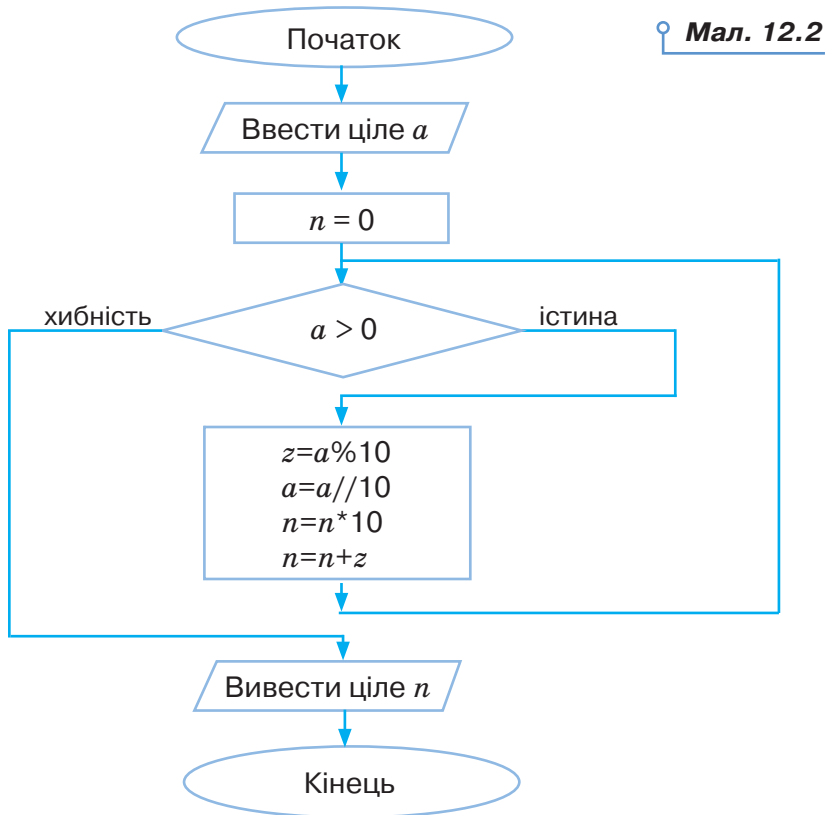 Початок
Мал. 12.2
Ввести ціле a
n = 0
хибність
a > 0
істина
z=a%10
a=a//10
n=n*10
n=n+z
Вивести ціле n
Кінець